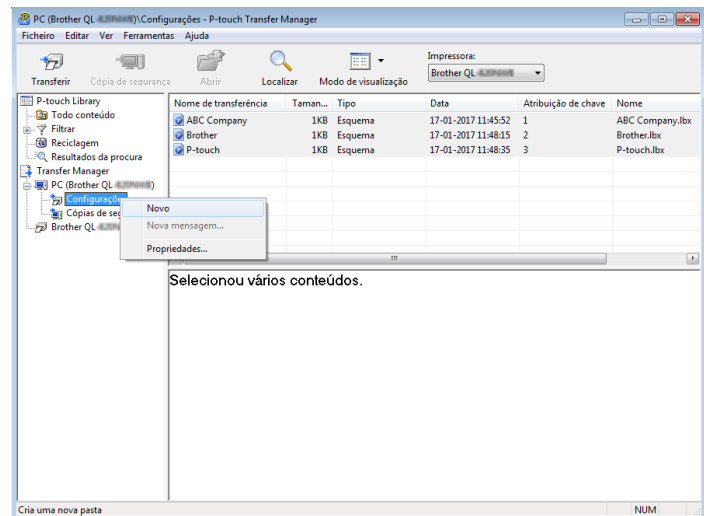 PC (Brother QL )\Configurações - P-touch Transfer Manager
Ficheiro Editar Ver Ferramentas Ajuda
Transferir Cópia de segurança Abrir Localizar Modo de visualização
Impressora:
Brother QL
P-touch Library
Todo conteúdo
Filtrar
Reciclagem
Resultados da procura
Transfer Manager
PC (Brother QL )
Configurações
Cópias de seg
Brother QL
Novo
Nova mensagem...
Propriedades...
Nome de transferência Taman... Tipo Data Atribuição de chave Nome
ABC Company 1KB Esquema 17-01-2017 11:45:52 1 ABC Company.lbx
Brother 1KB Esquema 17-01-2017 11:48:15 2 Brother.lbx
P-touch 1KB Esquema 17-01-2017 11:48:35 3 P-touch.lbx
Selecionou vários conteúdos.
Cria uma nova pasta NUM